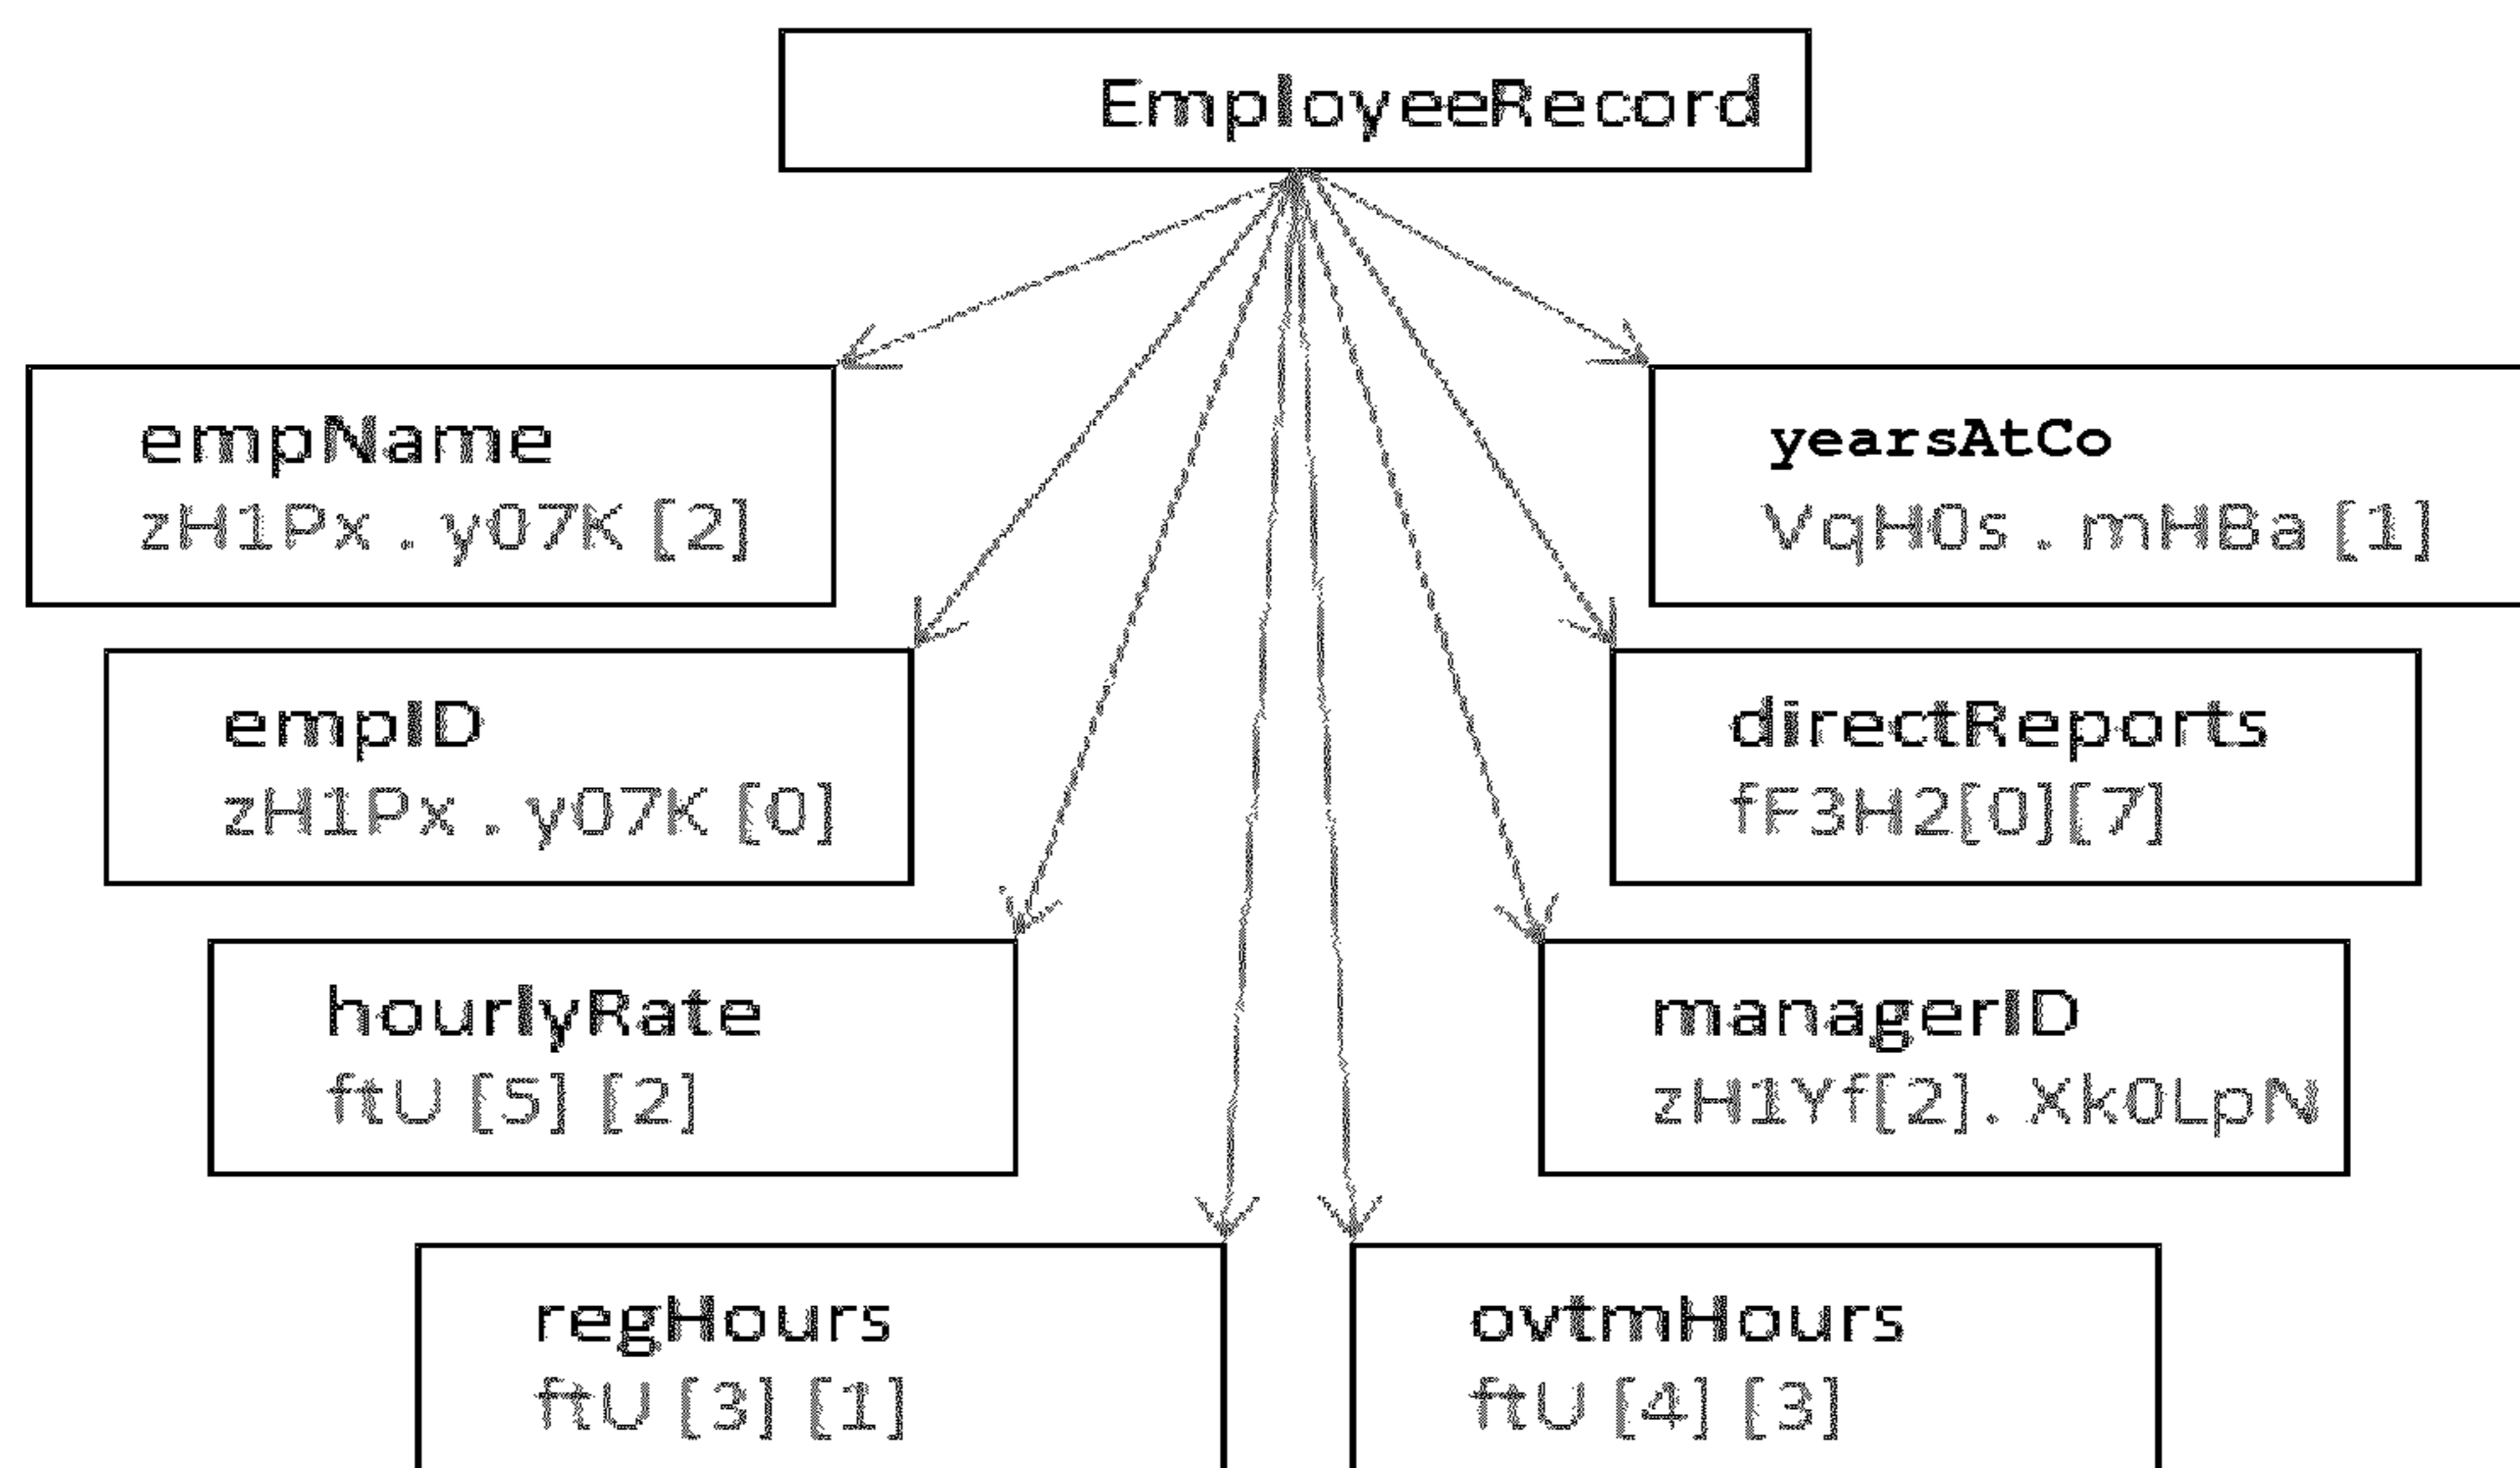 EmployeeRecord
empName
zH1Px.y07K [2]
yearsAtCo
VqH0s.mHBa [1]
empID
zH1Px.y07K [0]
directReports
fF3H2[0][7]
hourlyRate
ftU [5] [2]
managerID
zH1Yf[2].Xk0LpN
regHours
ftU [3] [1]
ovtmHours
ftU [4] [3]